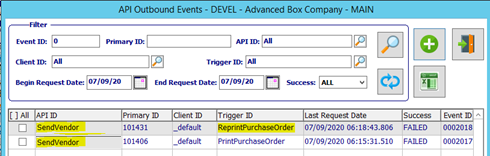 API Outbound Events - DEVEL - Advanced Box Company - MAIN
Filter
Event ID: 0 Primary ID: API ID: All
Client ID: All Trigger ID: All
Begin Request Date: 07/09/20 End Request Date: 07/09/20 Success: ALL
[ ] All API ID Primary ID Client ID Trigger ID Last Request Date Success Event ID
SendVendor 101431 _default ReprintPurchaseOrder 07/09/2020 06:18:43.806 FAILED 0002018
SendVendor 101406 _default PrintPurchaseOrder 07/09/2020 06:15:31.510 FAILED 0002017